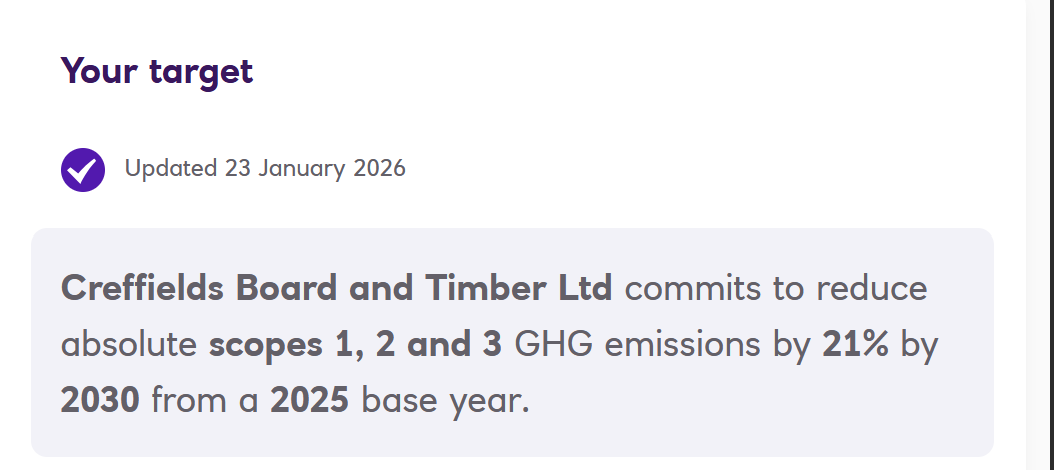 Your target
Updated 23 January 2026
Creffields Board and Timber Ltd commits to reduce
absolute scopes 1, 2 and 3 GHG emissions by 21% by
2030 from a 2025 base year.